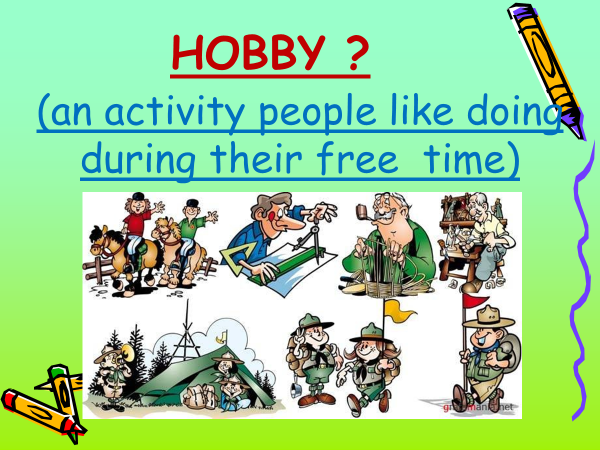 HOBBY ?
(an activity people like doing
during their free time)